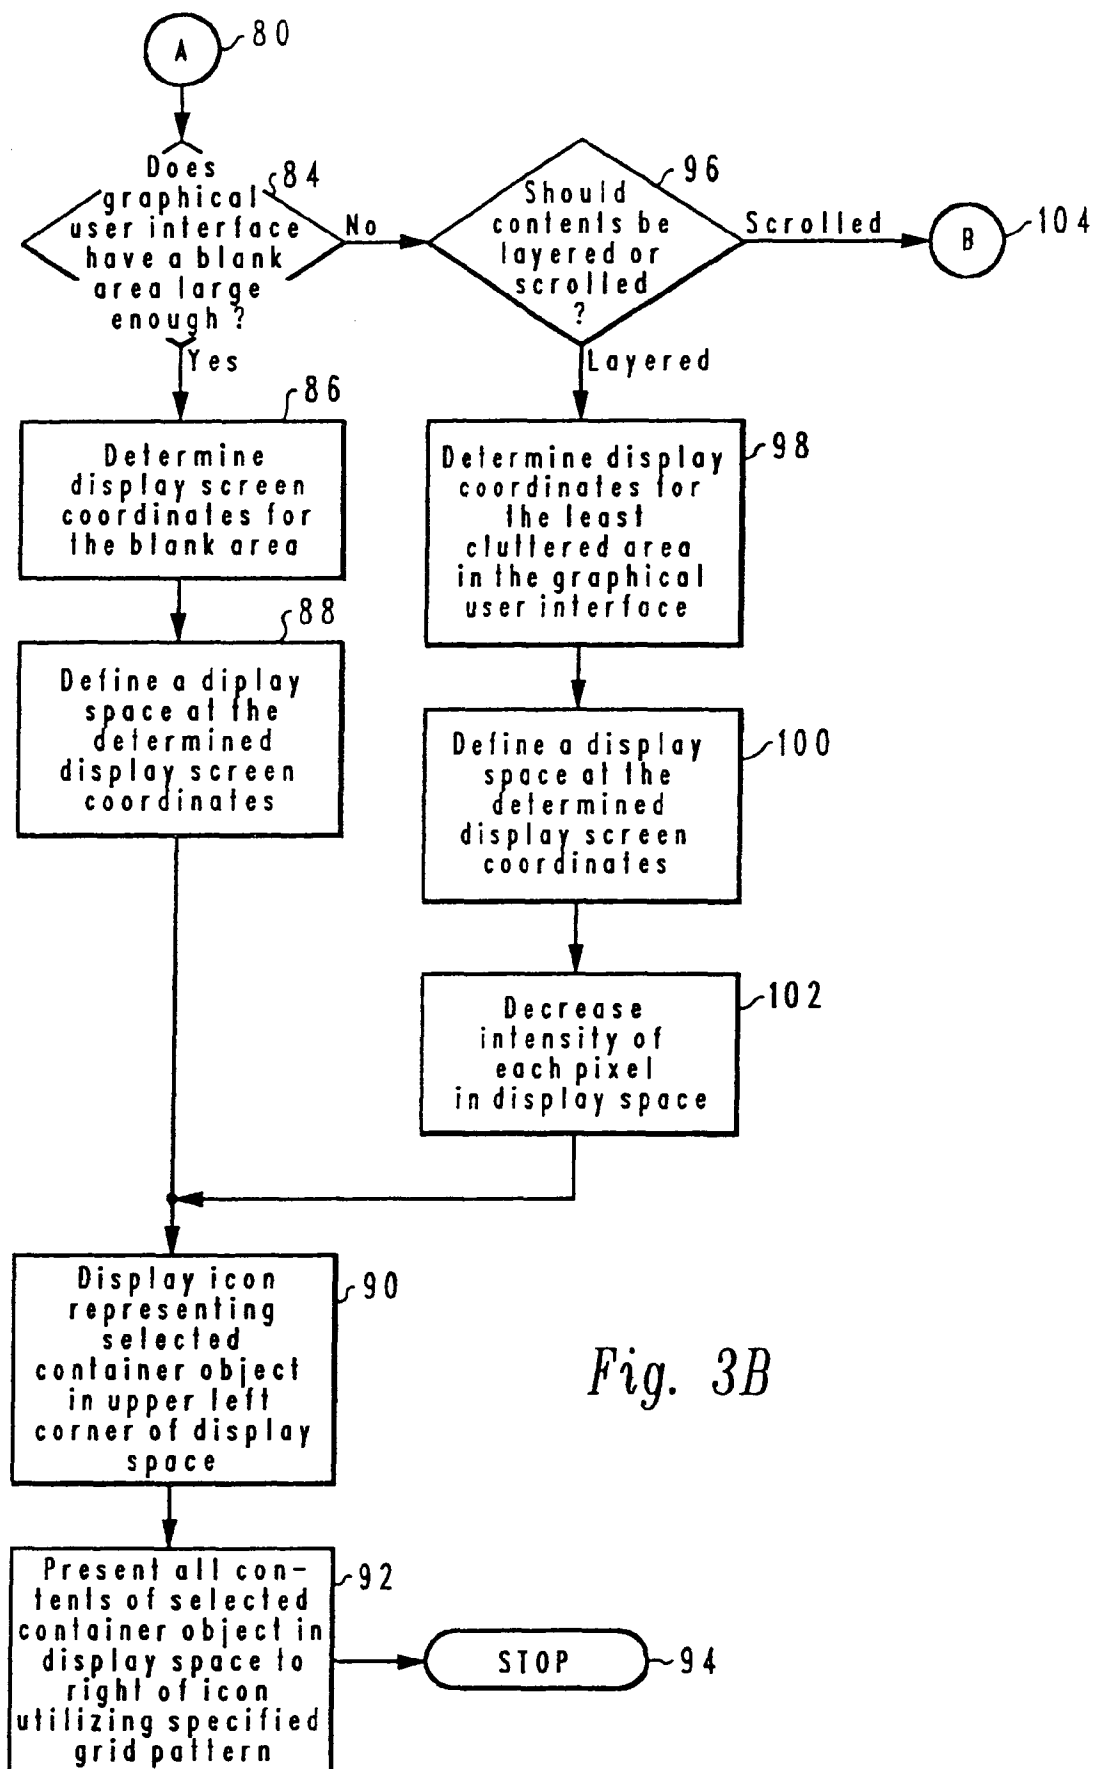 A
80
Does
graphical
user interface
have a blank
area large
enough ?
84
No
Yes
Should
contents be
layered or
scrolled
?
96
Scrolled
B
104
Layered
86
Determine
display screen
coordinates for
the blank area
Determine display
coordinates for
the least
cluttered area
in the graphical
user interface
98
88
Define a diplay
space at the
determined
display screen
coordinates
Define a display
space at the
determined
display screen
coordinates
100
Decrease
intensity of
each pixel
in display space
102
Display icon
representing
selected
container object
in upper left
corner of display
space
90
Fig. 3B
Present all con-
tents of selected
container object in
display space to
right of icon
utilizing specified
grid pattern
92
STOP
94